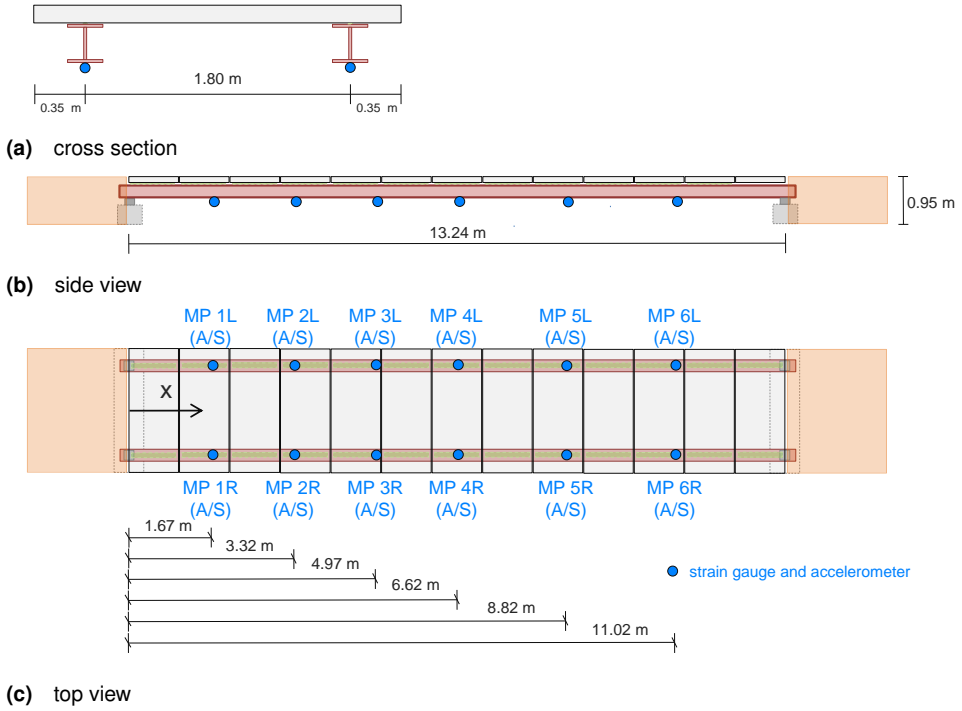 1.80 m
0.35 m
0.35 m
(a) cross section
0.95 m
13.24 m
(b) side view
MP 1L MP 2L MP 3L MP 4L MP 5L MP 6L
(A/S) (A/S) (A/S) (A/S) (A/S) (A/S)
X
MP 1R MP 2R MP 3R MP 4R MP 5R MP 6R
(A/S) (A/S) (A/S) (A/S) (A/S) (A/S)
1.67 m
3.32 m
4.97 m
strain gauge and accelerometer
6.62 m
8.82 m
11.02 m
(c) top view